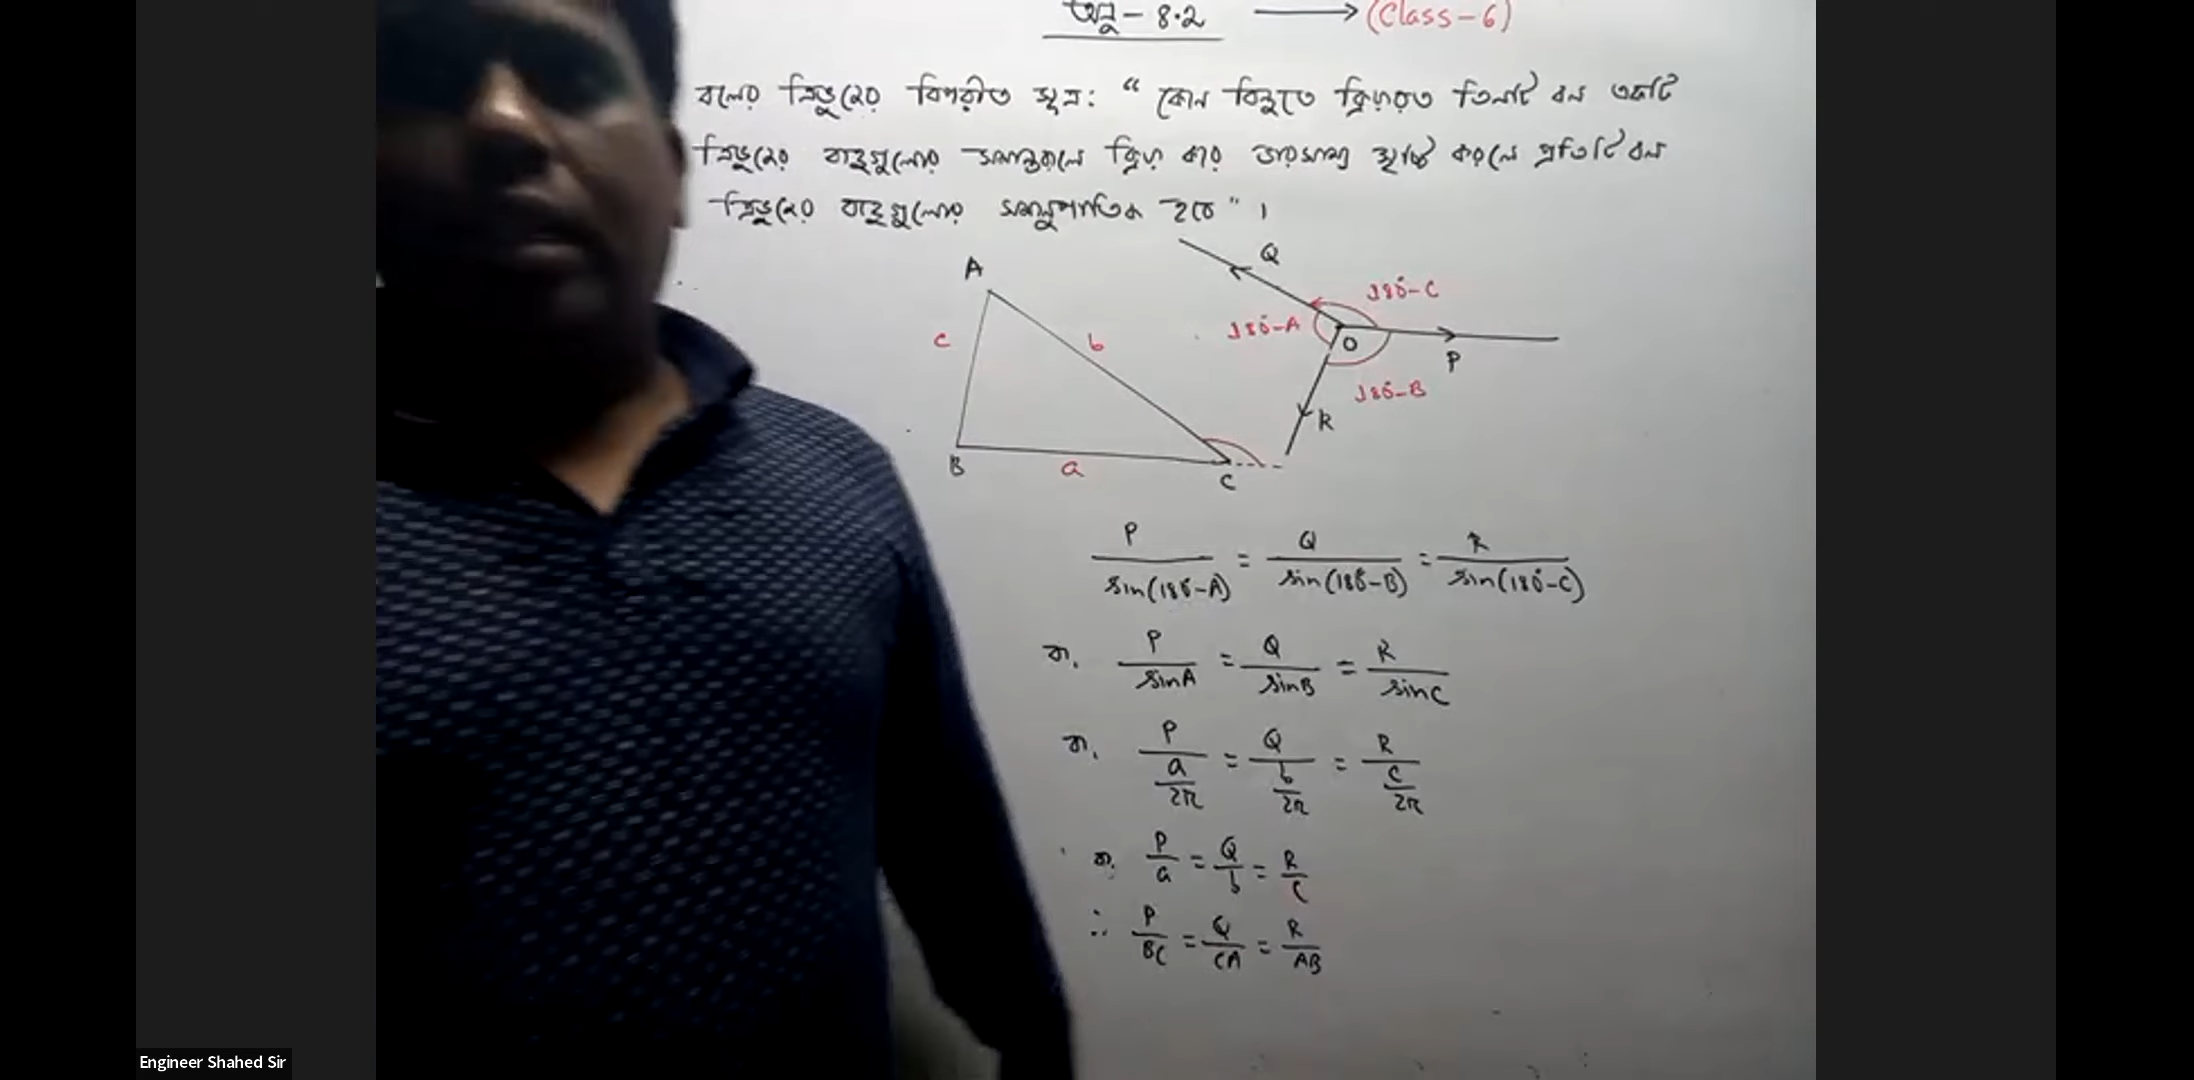 অনু - ৪.২ → (Class - 6)
বলের ত্রিভুজের বিপরীত সূত্র: " কোন বিন্দুতে ক্রিয়ারত তিনটি বল একটি
ত্রিভুজের বাহুগুলোর সমান্তরালে ক্রিয়া করে ভারসাম্য সৃষ্টি করলে প্রতিটি বল
ত্রিভুজের বাহুগুলোর সমানুপাতিক হবে " ।
A
c
b
B
a
C
Q
180°-C
180°-A
O
P
180°-B
R
P/sin(180°-A) = Q/sin(180°-B) = R/sin(180°-C)
বা, P/sinA = Q/sinB = R/sinC
বা, P/(a/2R) = Q/(b/2R) = R/(c/2R)
বা, P/a = Q/b = R/c
∴ P/BC = Q/CA = R/AB
Engineer Shahed Sir